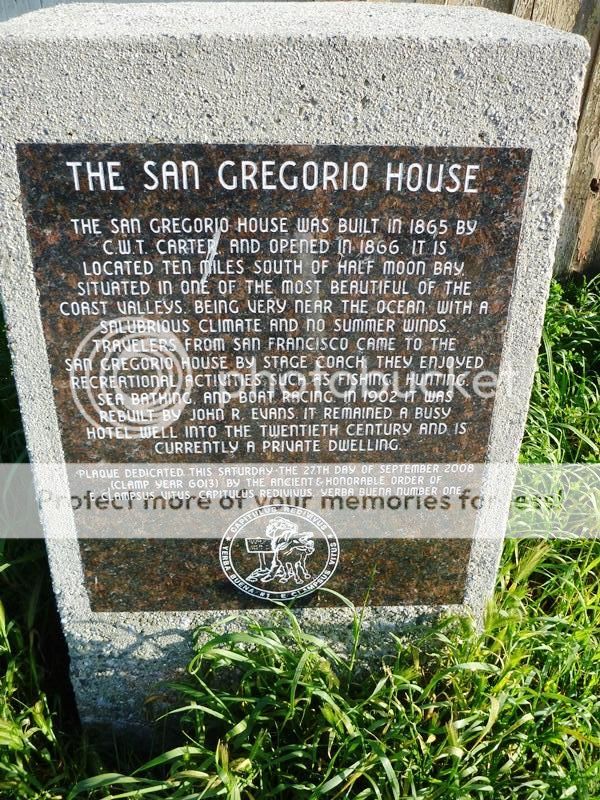 THE SAN GREGORIO HOUSE
THE SAN GREGORIO HOUSE WAS BUILT IN 1865 BY
C.W.T. CARTER, AND OPENED IN 1866. IT IS
LOCATED TEN MILES SOUTH OF HALF MOON BAY,
SITUATED IN ONE OF THE MOST BEAUTIFUL OF THE
COAST VALLEYS, BEING VERY NEAR THE OCEAN, WITH A
SALUBRIOUS CLIMATE AND NO SUMMER WINDS.
TRAVELERS FROM SAN FRANCISCO CAME TO THE
SAN GREGORIO HOUSE BY STAGE COACH. THEY ENJOYED
RECREATIONAL ACTIVITIES SUCH AS FISHING, HUNTING,
SEA BATHING, AND BOAT RACING. IN 1902 IT WAS
REBUILT BY JOHN R. EVANS. IT REMAINED A BUSY
HOTEL WELL INTO THE TWENTIETH CENTURY AND IS
CURRENTLY A PRIVATE DWELLING.
PLAQUE DEDICATED THIS SATURDAY THE 27TH DAY OF SEPTEMBER 2008
(CLAMP YEAR 6013) BY THE ANCIENT & HONORABLE ORDER OF
E CLAMPSUS VITUS, CAPITULUS REDIVIVUS, YERBA BUENA NUMBER ONE
photobucket
Protect more of your memories for less!
CAPITULUS REDIVIVUS
YERBA BUENA #1 E CLAMPSUS